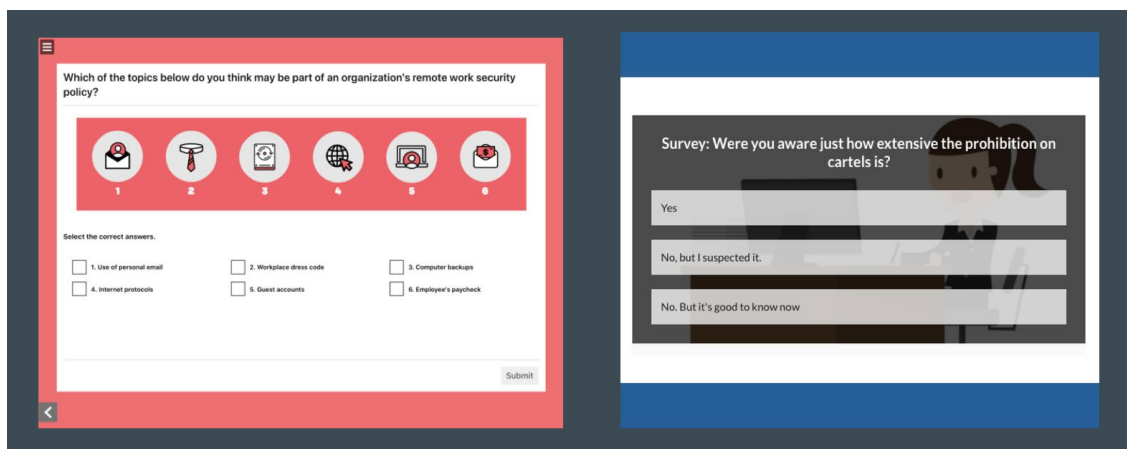 Which of the topics below do you think may be part of an organization's remote work security
policy?
1 2 3 4 5 6
Select the correct answers.
1. Use of personal email 2. Workplace dress code 3. Computer backups
4. Internet protocols 5. Guest accounts 6. Employee's paycheck
Submit
Survey: Were you aware just how extensive the prohibition on
cartels is?
Yes
No, but I suspected it.
No. But it's good to know now